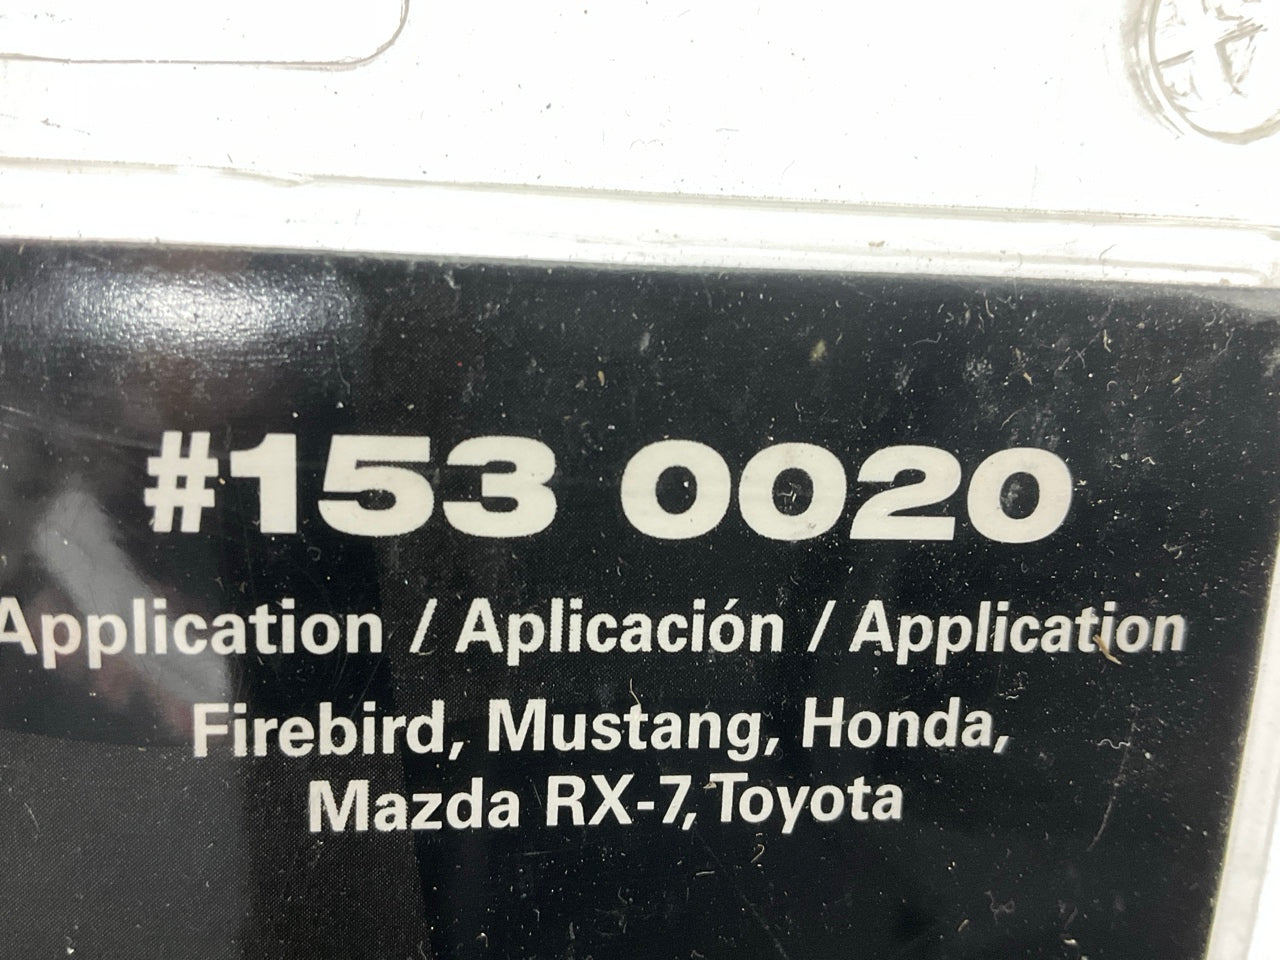 #153 0020
Application / Aplicación / Application
Firebird, Mustang, Honda,
Mazda RX-7, Toyota